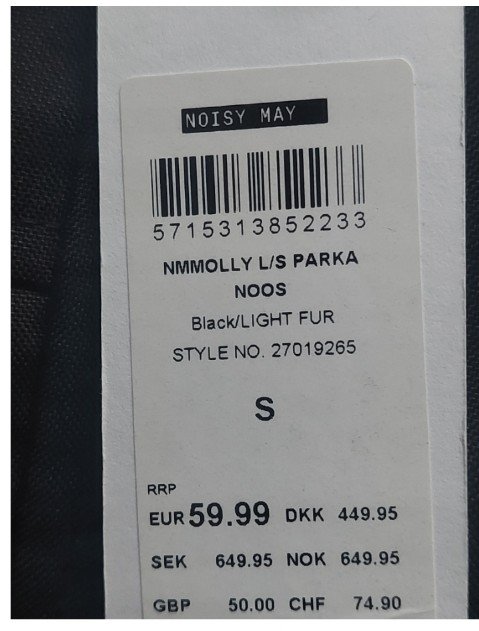 NOISY MAY
5715313852233
NMMOLLY L/S PARKA
NOOS
Black/LIGHT FUR
STYLE NO. 27019265
S
RRP
EUR 59.99 DKK 449.95
SEK 649.95 NOK 649.95
GBP 50.00 CHF 74.90